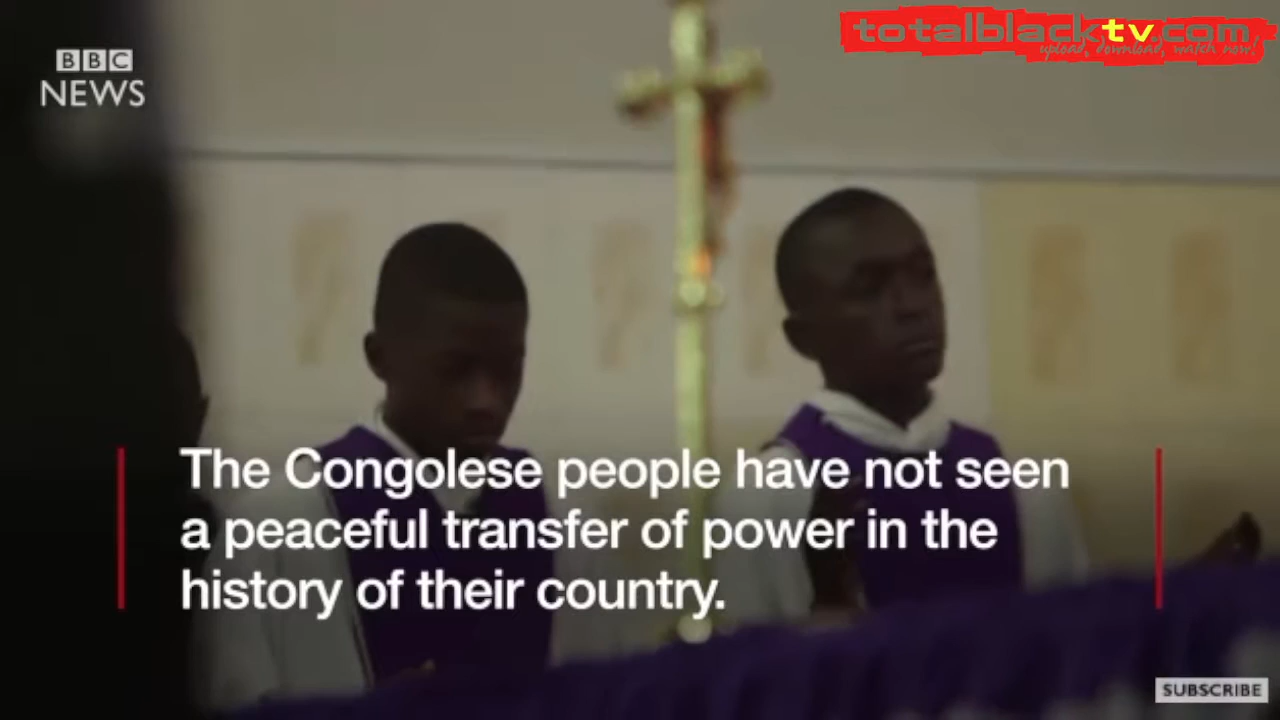 BBC
NEWS
totalblacktv.com
upload, download, watch now!
The Congolese people have not seen
a peaceful transfer of power in the
history of their country.
SUBSCRIBE